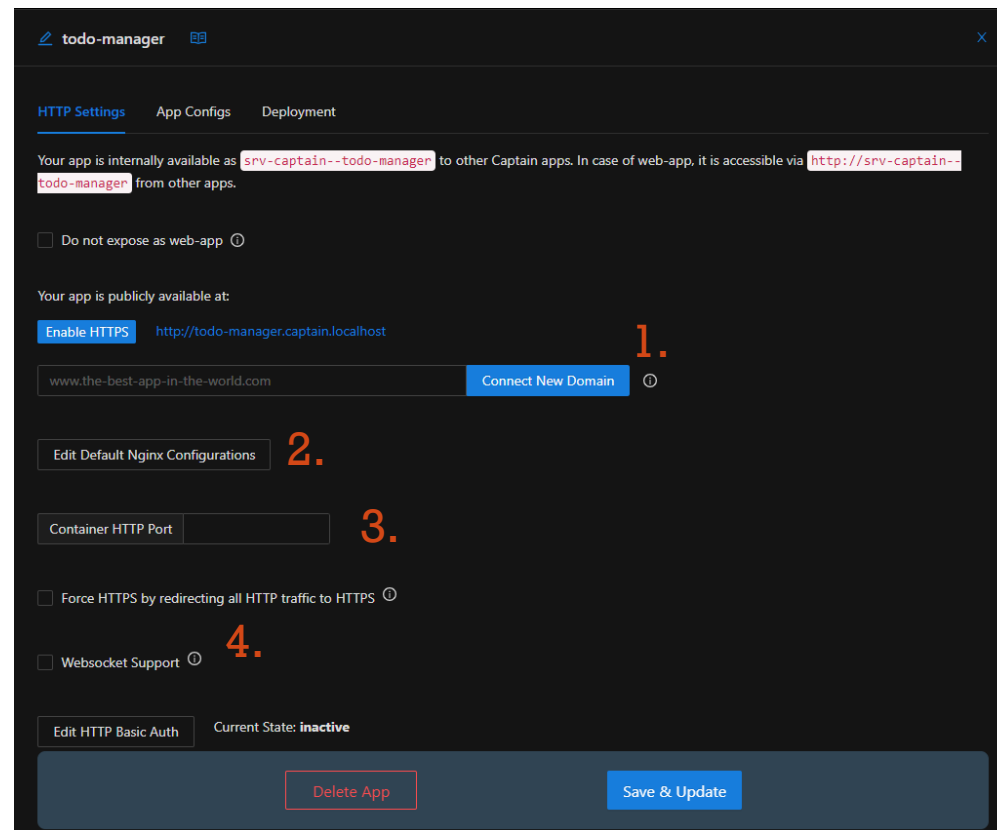 todo-manager X
HTTP Settings App Configs Deployment
Your app is internally available as srv-captain--todo-manager to other Captain apps. In case of web-app, it is accessible via http://srv-captain--
todo-manager from other apps.
Do not expose as web-app
Your app is publicly available at:
Enable HTTPS http://todo-manager.captain.localhost
1.
www.the-best-app-in-the-world.com Connect New Domain
Edit Default Nginx Configurations 2.
Container HTTP Port 3.
Force HTTPS by redirecting all HTTP traffic to HTTPS
4.
Websocket Support
Edit HTTP Basic Auth Current State: inactive
Delete App Save & Update